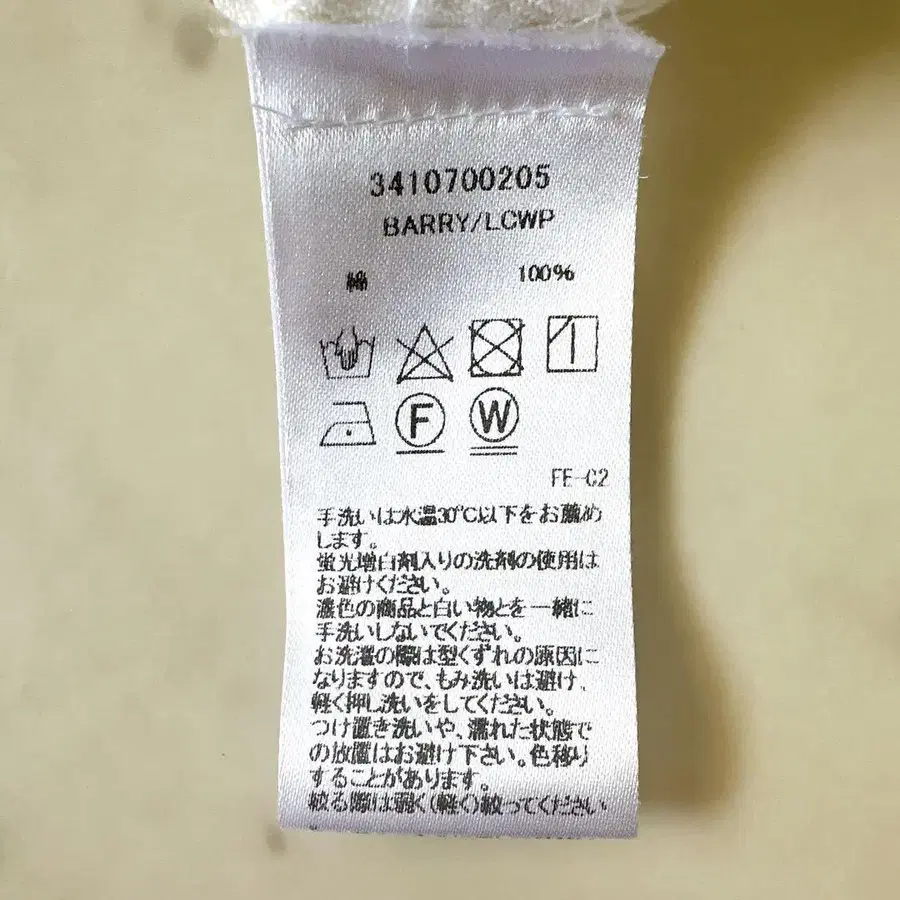 3410700205
BARRY/LCWP
綿 100%
F W
FE-C2
手洗いは水温30℃以下をお薦め
します。
蛍光増白剤入りの洗剤の使用は
お避けください。
濃色の商品と白い物とを一緒に
手洗いしないでください。
お洗濯の際は型くずれの原因に
なりますので、もみ洗いは避け、
軽く押し洗いをしてください。
つけ置き洗いや、濡れた状態で
の放置はお避け下さい。色移り
することがあります。
絞る際は弱く(軽く)絞ってください